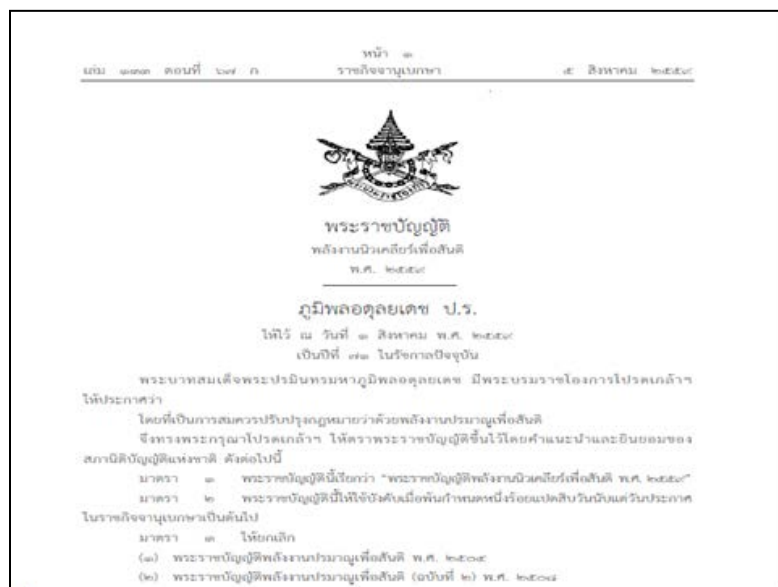 หน้า ๑
เล่ม ๑๓๓ ตอนที่ ๖๗ ก ราชกิจจานุเบกษา ๕ สิงหาคม ๒๕๕๙
พระราชบัญญัติ
พลังงานนิวเคลียร์เพื่อสันติ
พ.ศ. ๒๕๕๙
ภูมิพลอดุลยเดช ป.ร.
ให้ไว้ ณ วันที่ ๑ สิงหาคม พ.ศ. ๒๕๕๙
เป็นปีที่ ๗๑ ในรัชกาลปัจจุบัน
พระบาทสมเด็จพระปรมินทรมหาภูมิพลอดุลยเดช มีพระบรมราชโองการโปรดเกล้าฯ
ให้ประกาศว่า
โดยที่เป็นการสมควรปรับปรุงกฎหมายว่าด้วยพลังงานปรมาณูเพื่อสันติ
จึงทรงพระกรุณาโปรดเกล้าฯ ให้ตราพระราชบัญญัติขึ้นไว้โดยคำแนะนำและยินยอมของ
สภานิติบัญญัติแห่งชาติ ดังต่อไปนี้
มาตรา ๑ พระราชบัญญัตินี้เรียกว่า “พระราชบัญญัติพลังงานนิวเคลียร์เพื่อสันติ พ.ศ. ๒๕๕๙”
มาตรา ๒ พระราชบัญญัตินี้ให้ใช้บังคับเมื่อพ้นกำหนดหนึ่งร้อยแปดสิบวันนับแต่วันประกาศ
ในราชกิจจานุเบกษาเป็นต้นไป
มาตรา ๓ ให้ยกเลิก
(๑) พระราชบัญญัติพลังงานปรมาณูเพื่อสันติ พ.ศ. ๒๕๐๔
(๒) พระราชบัญญัติพลังงานปรมาณูเพื่อสันติ (ฉบับที่ ๒) พ.ศ. ๒๕๐๘